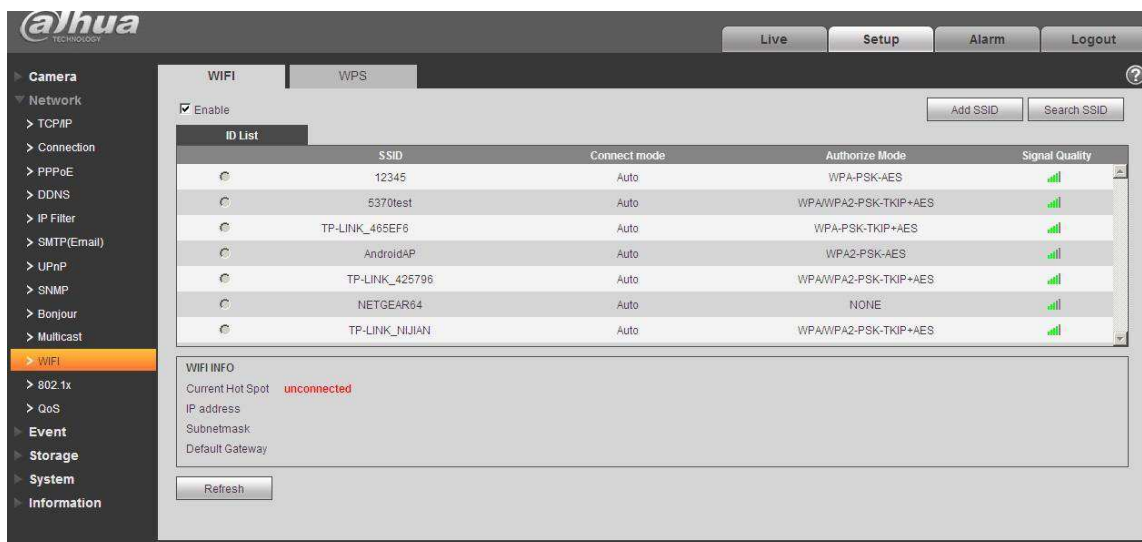 alhua
TECHNOLOGY
Live Setup Alarm Logout
Camera
Network
TCP/IP
Connection
PPPoE
DDNS
IP Filter
SMTP(Email)
UPnP
SNMP
Bonjour
Multicast
WIFI
802.1x
QoS
Event
Storage
System
Information
WIFI WPS
Enable Add SSID Search SSID
ID List
SSID Connect mode Authorize Mode Signal Quality
12345 Auto WPA-PSK-AES
5370test Auto WPA/WPA2-PSK-TKIP+AES
TP-LINK_465EF6 Auto WPA-PSK-TKIP+AES
AndroidAP Auto WPA2-PSK-AES
TP-LINK_425796 Auto WPA/WPA2-PSK-TKIP+AES
NETGEAR64 Auto NONE
TP-LINK_NIJIAN Auto WPA/WPA2-PSK-TKIP+AES
WIFI INFO
Current Hot Spot unconnected
IP address
Subnetmask
Default Gateway
Refresh